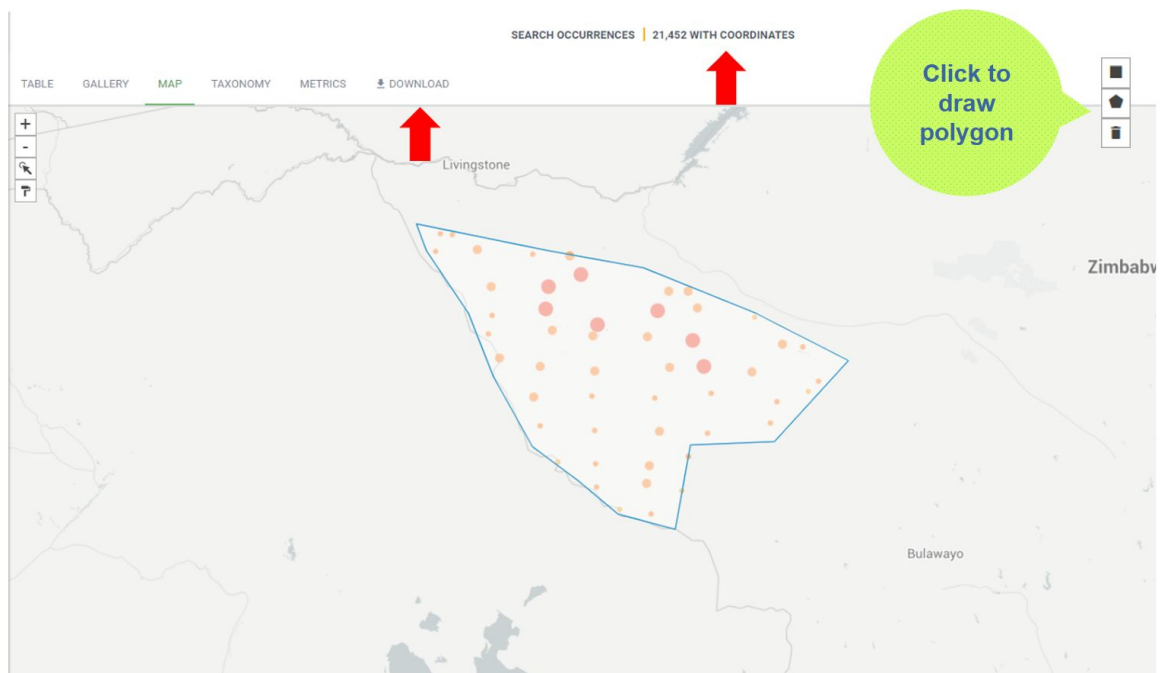 SEARCH OCCURRENCES | 21,452 WITH COORDINATES
Click to
draw
polygon
TABLE GALLERY MAP TAXONOMY METRICS DOWNLOAD
+
-
Livingstone
Zimbabw
Bulawayo